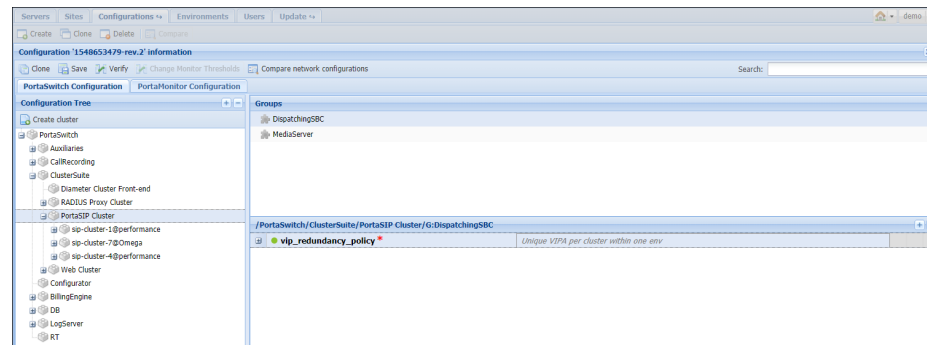 Servers Sites Configurations Environments Users Update demo
Create Clone Delete Compare
Configuration '1548653479-rev.2' information
Clone Save Verify Change Monitor Thresholds Compare network configurations Search:
PortaSwitch Configuration PortaMonitor Configuration
Configuration Tree
Groups
Create cluster
DispatchingSBC
MediaServer
PortaSwitch
Auxiliaries
CallRecording
ClusterSuite
Diameter Cluster Front-end
RADIUS Proxy Cluster
PortaSIP Cluster
sip-cluster-1@performance
sip-cluster-7@Omega
sip-cluster-4@performance
Web Cluster
Configurator
BillingEngine
DB
LogServer
RT
/PortaSwitch/ClusterSuite/PortaSIP Cluster/G:DispatchingSBC
vip_redundancy_policy * Unique VIPA per cluster within one env